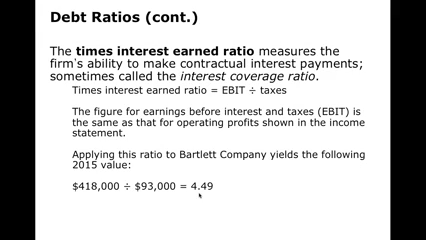 Debt Ratios (cont.)
The times interest earned ratio measures the
firm's ability to make contractual interest payments;
sometimes called the interest coverage ratio.
Times interest earned ratio = EBIT ÷ taxes
The figure for earnings before interest and taxes (EBIT) is
the same as that for operating profits shown in the income
statement.
Applying this ratio to Bartlett Company yields the following
2015 value:
$418,000 ÷ $93,000 = 4.49